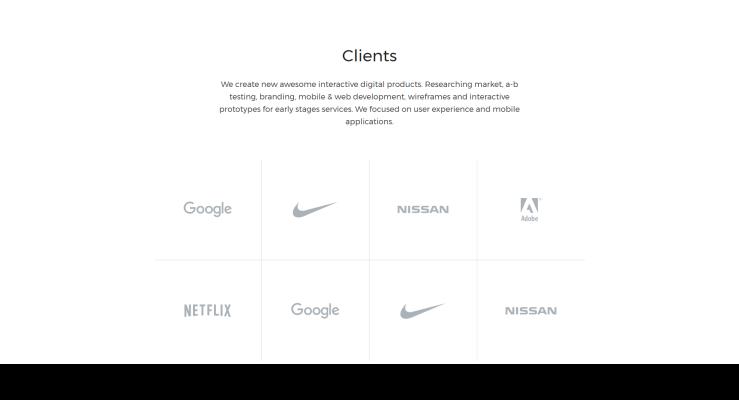 Clients
We create new awesome interactive digital products. Researching market, a-b
testing, branding, mobile & web development, wireframes and interactive
prototypes for early stages services. We focused on user experience and mobile
applications.
Google NISSAN Adobe
NETFLIX Google NISSAN